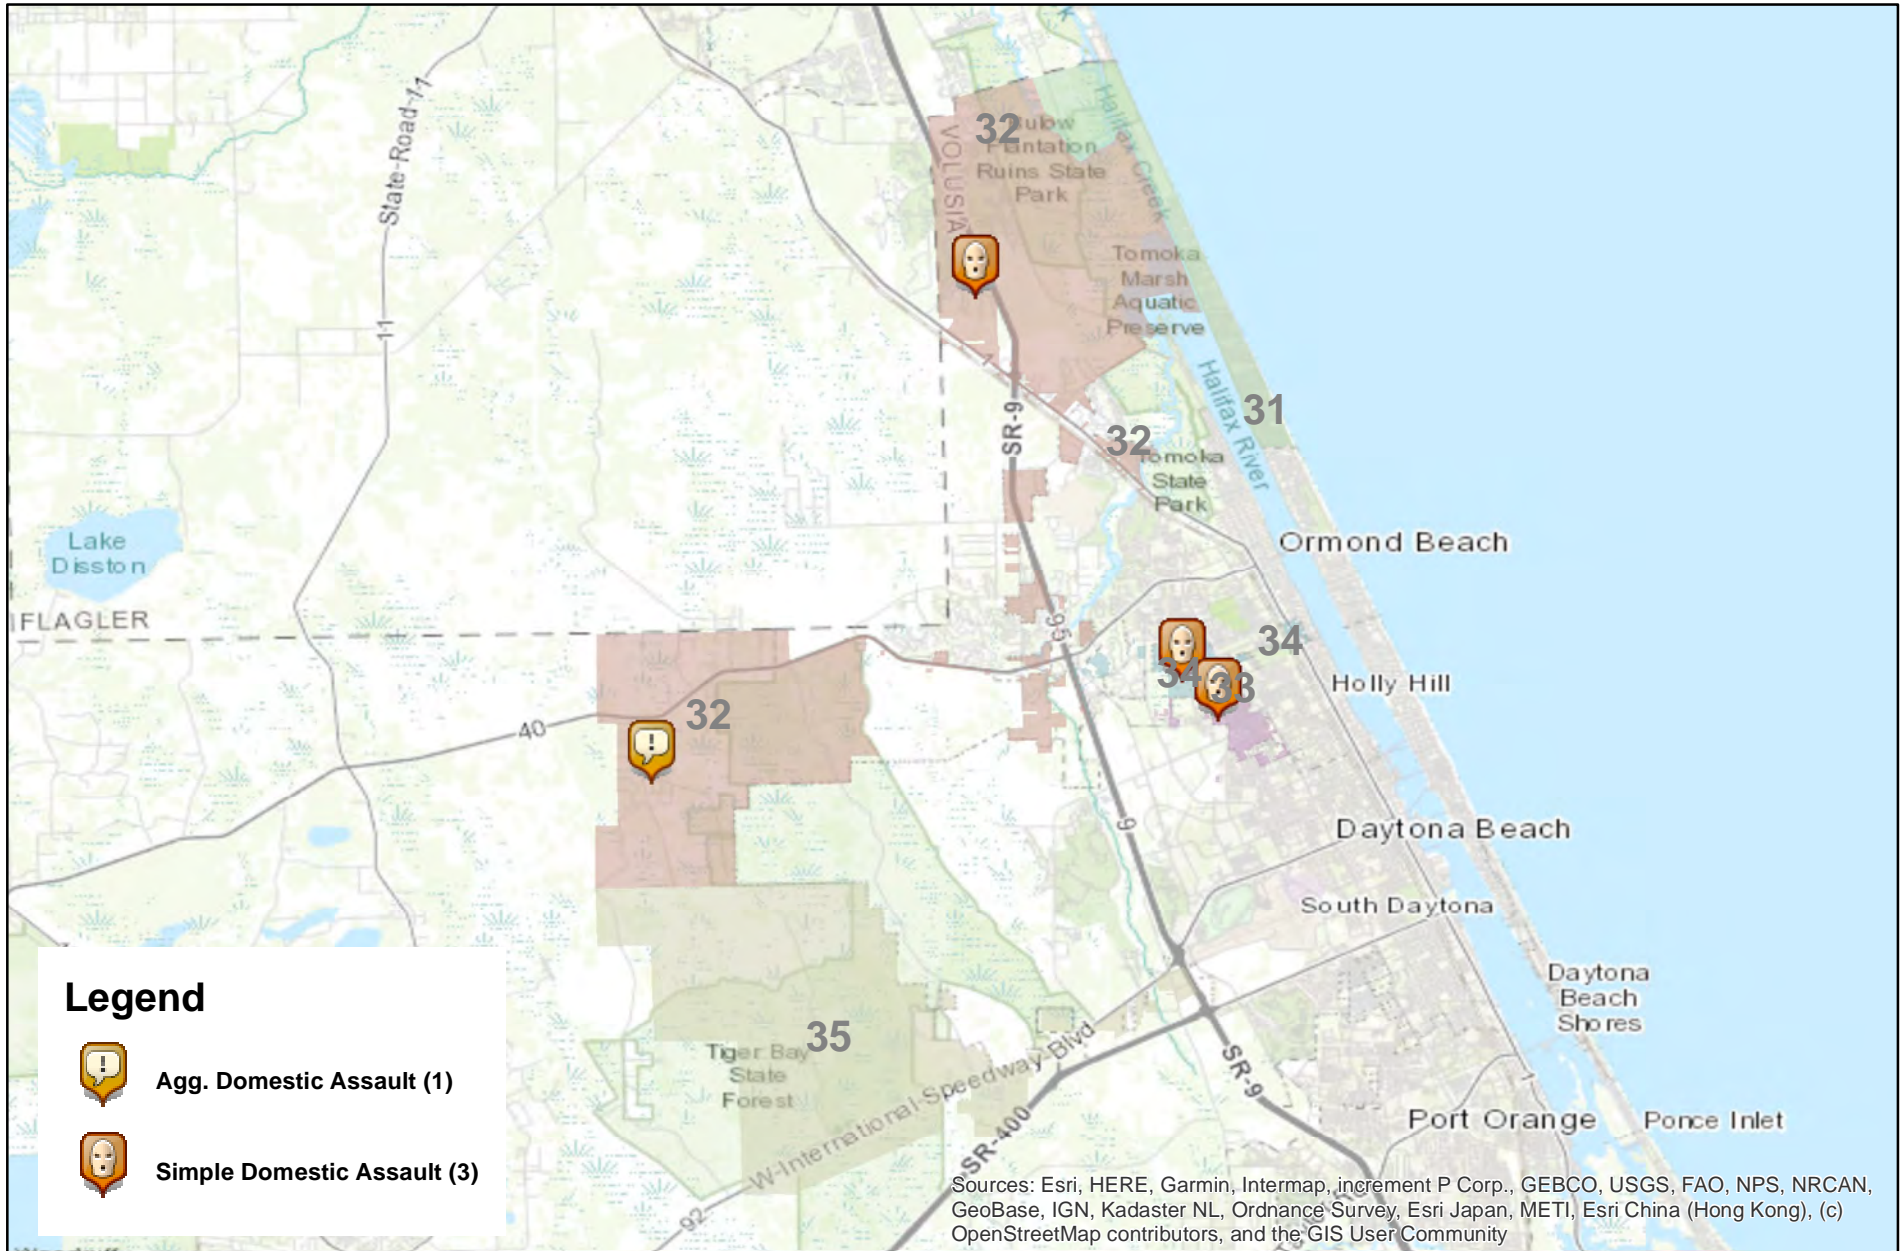 State-Road-11
VOLUSIA
32
Bulow
Plantation
Ruins State
Park
Halifax Creek
Tomoka
Marsh
Aquatic
Preserve
11
SR-9
Halifax River
31
32
Tomoka
State
Park
Lake
Disston
Ormond Beach
FLAGLER
95
34
34
33
Holly Hill
32
40
9
Daytona Beach
South Daytona
Daytona
Beach
Shores
35
Tiger Bay
State
Forest
W-International-Speedway-Blvd
SR-9
1
SR-400
92
Port Orange
Ponce Inlet
Legend
Agg. Domestic Assault (1)
Simple Domestic Assault (3)
Sources: Esri, HERE, Garmin, Intermap, increment P Corp., GEBCO, USGS, FAO, NPS, NRCAN,
GeoBase, IGN, Kadaster NL, Ordnance Survey, Esri Japan, METI, Esri China (Hong Kong), (c)
OpenStreetMap contributors, and the GIS User Community